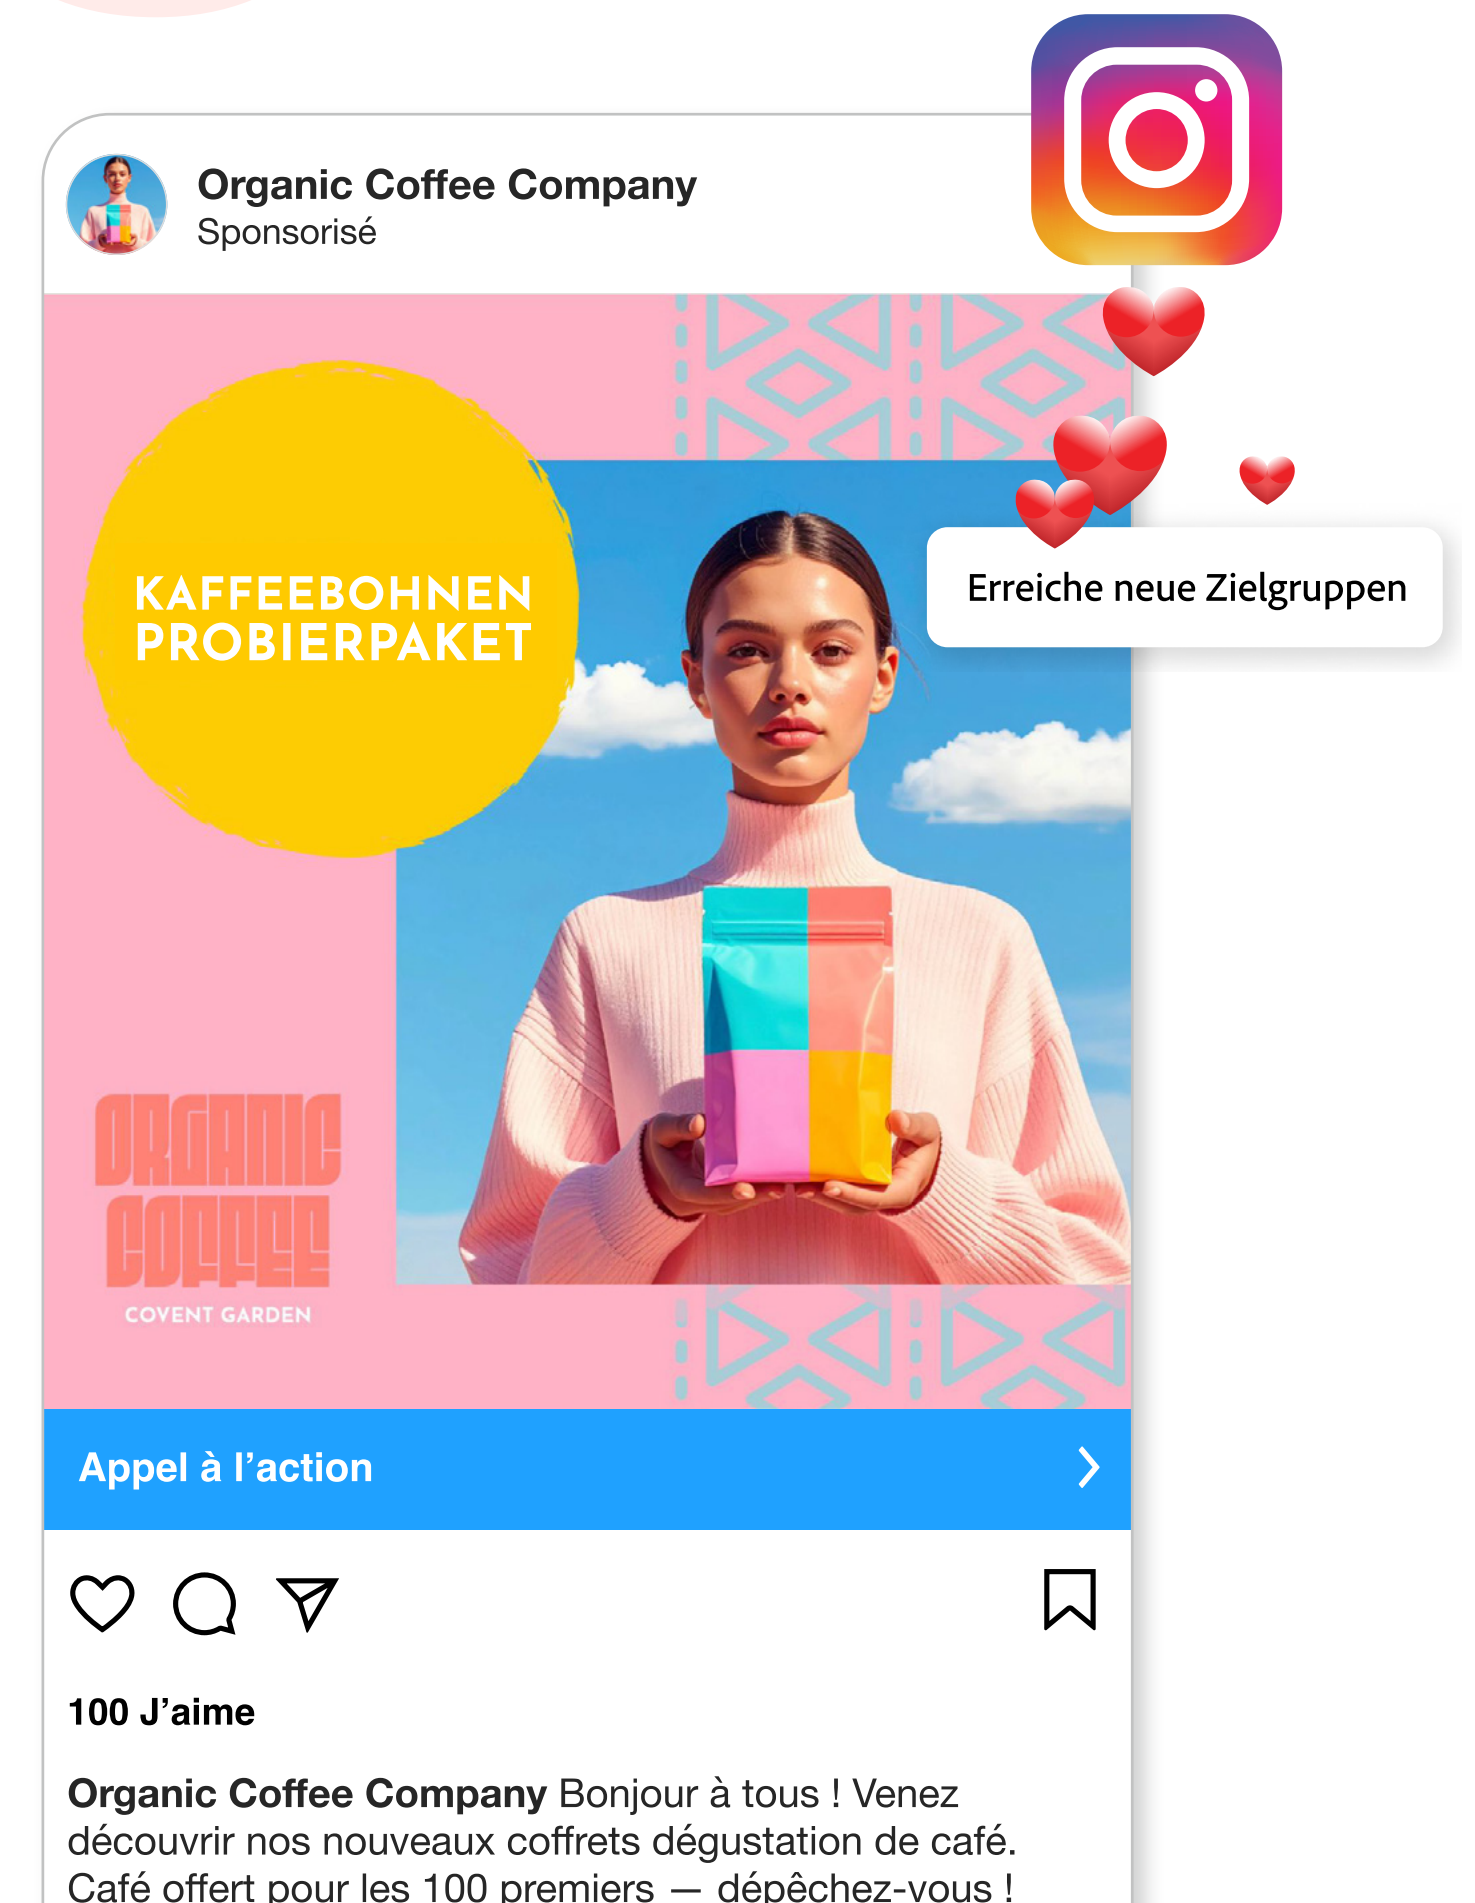 Organic Coffee Company
Sponsorisé
KAFFEEBOHNEN
PROBIERPAKET
Erreiche neue Zielgruppen
ORGANIC
COFFEE
COVENT GARDEN
Appel à l’action
100 J’aime
Organic Coffee Company Bonjour à tous ! Venez
découvrir nos nouveaux coffrets dégustation de café.
Café offert pour les 100 premiers — dépêchez-vous !